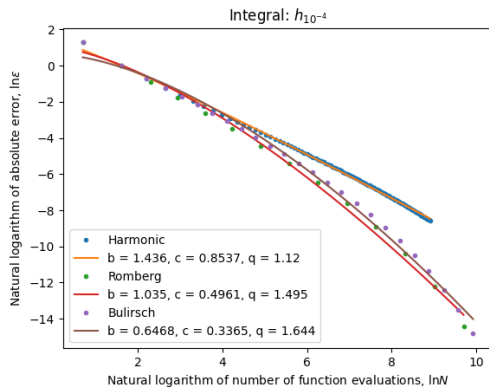 Integral: h_{10^{-4}}
Natural logarithm of absolute error, lnε
2
0
−2
−4
−6
−8
−10
−12
−14
Harmonic
b = 1.436, c = 0.8537, q = 1.12
Romberg
b = 1.035, c = 0.4961, q = 1.495
Bulirsch
b = 0.6468, c = 0.3365, q = 1.644
2 4 6 8 10
Natural logarithm of number of function evaluations, lnN